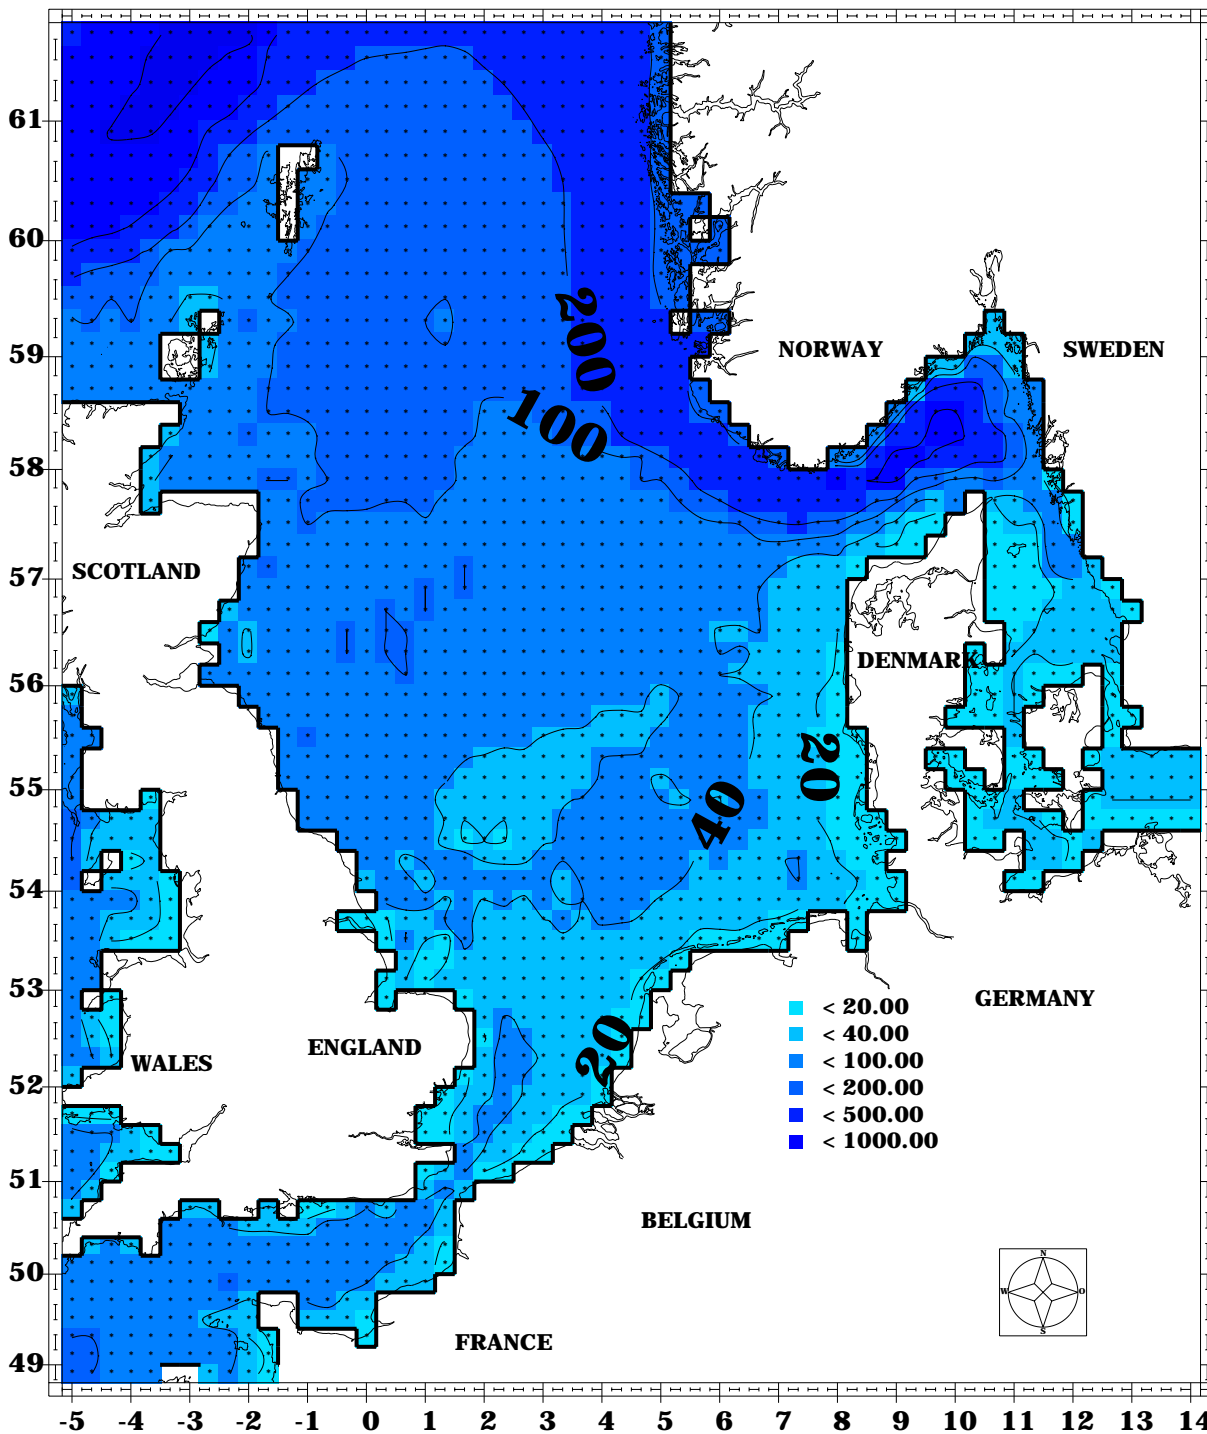 61
60
200
59
NORWAY
SWEDEN
100
58
57
SCOTLAND
DENMARK
56
20
55
40
54
53
GERMANY
< 20.00
20
< 40.00
ENGLAND
WALES
< 100.00
52
< 200.00
< 500.00
< 1000.00
51
BELGIUM
50
N
W
O
S
FRANCE
49
-5 -4 -3 -2 -1 0 1 2 3 4 5 6 7 8 9 10 11 12 13 14